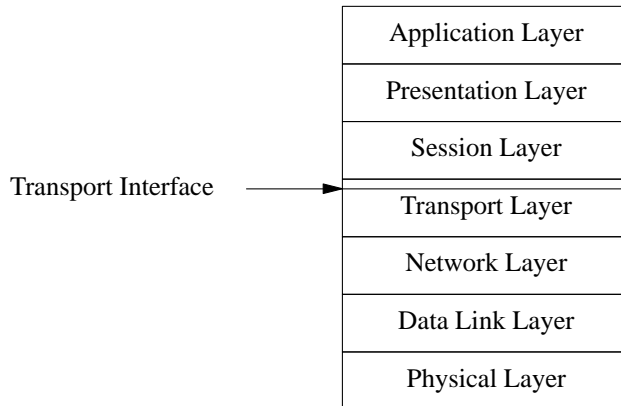 Application Layer
Presentation Layer
Session Layer
Transport Interface
Transport Layer
Network Layer
Data Link Layer
Physical Layer